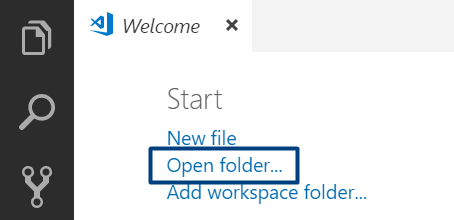 Welcome
Start
New file
Open folder...
Add workspace folder...